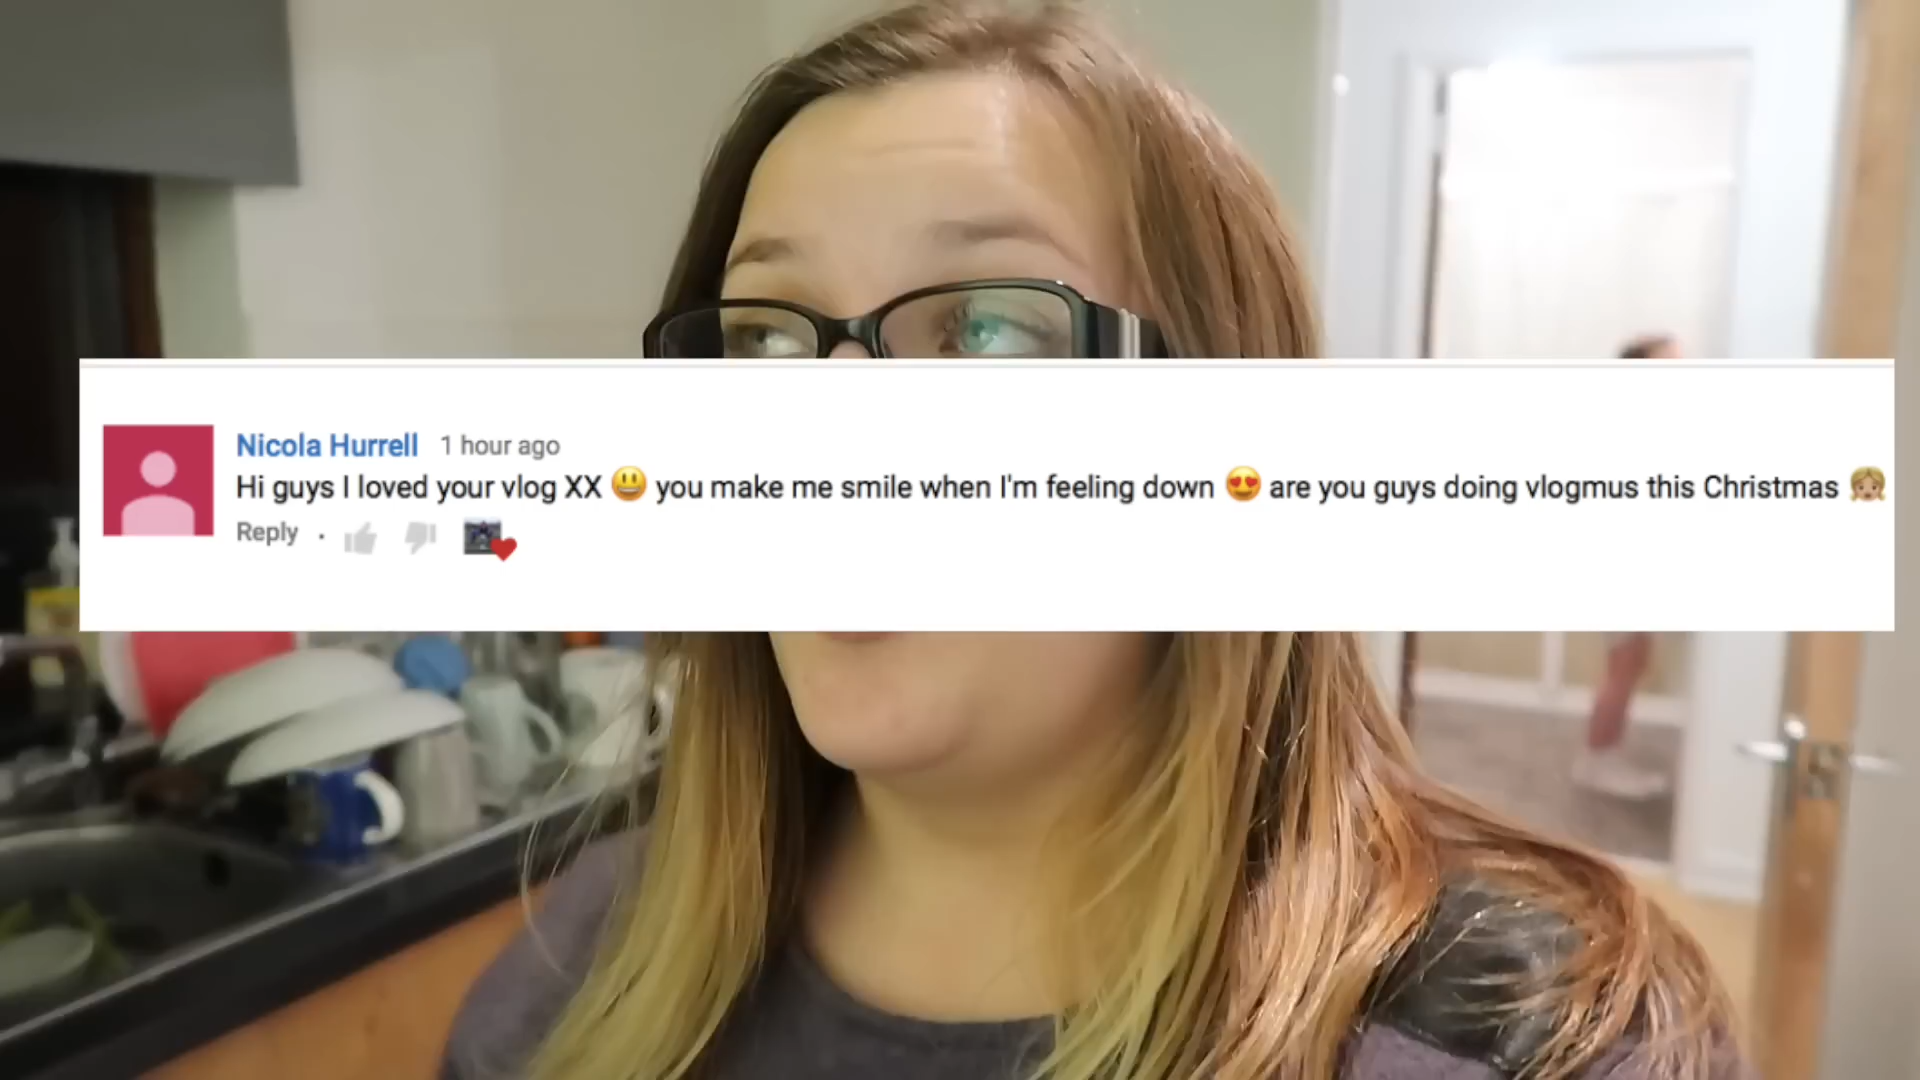 Nicola Hurrell 1 hour ago
Hi guys I loved your vlog XX 😃 you make me smile when I'm feeling down 😍 are you guys doing vlogmus this Christmas 👧🏼
Reply ·